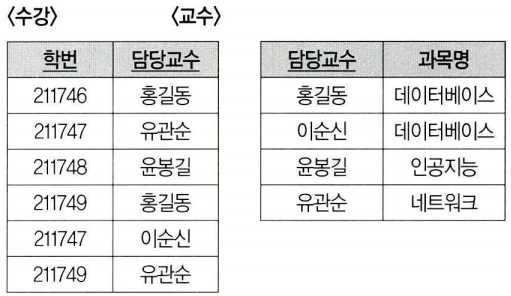 〈수강〉 〈교수〉
학번 담당교수 담당교수 과목명
211746 홍길동 홍길동 데이터베이스
211747 유관순 이순신 데이터베이스
211748 윤봉길 윤봉길 인공지능
211749 홍길동 유관순 네트워크
211747 이순신
211749 유관순